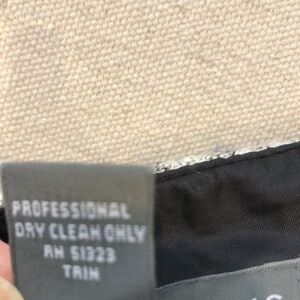 PROFESSIONAL
DRY CLEAN ONLY
RN 51323
TRIN